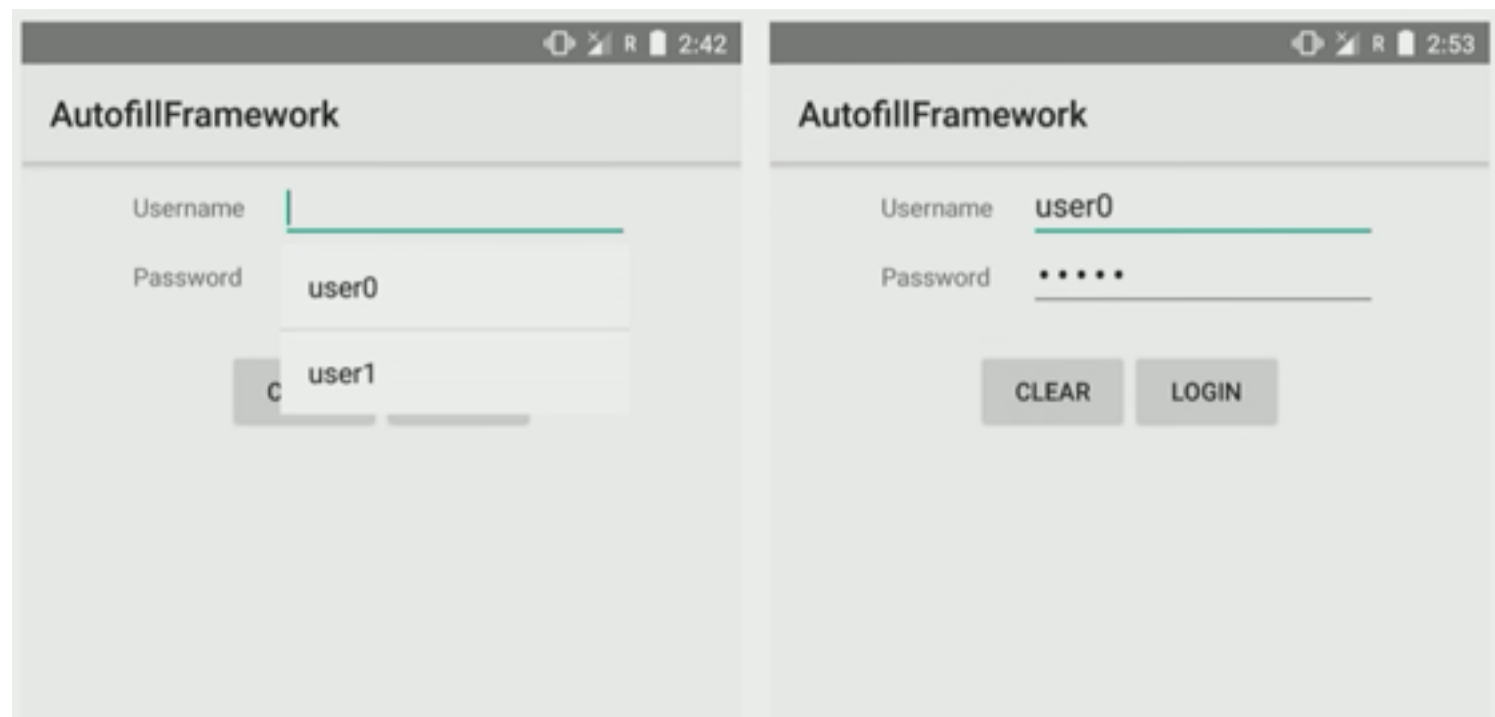 R 2:42
AutofillFramework
Username
Password
user0
user1
C
R 2:53
AutofillFramework
Username user0
Password •••••
CLEAR LOGIN